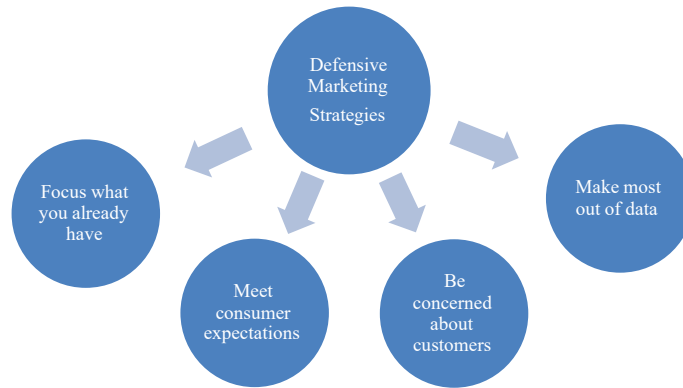 Defensive
Marketing
Strategies
Focus what
you already
have
Meet
consumer
expectations
Be
concerned
about
customers
Make most
out of data